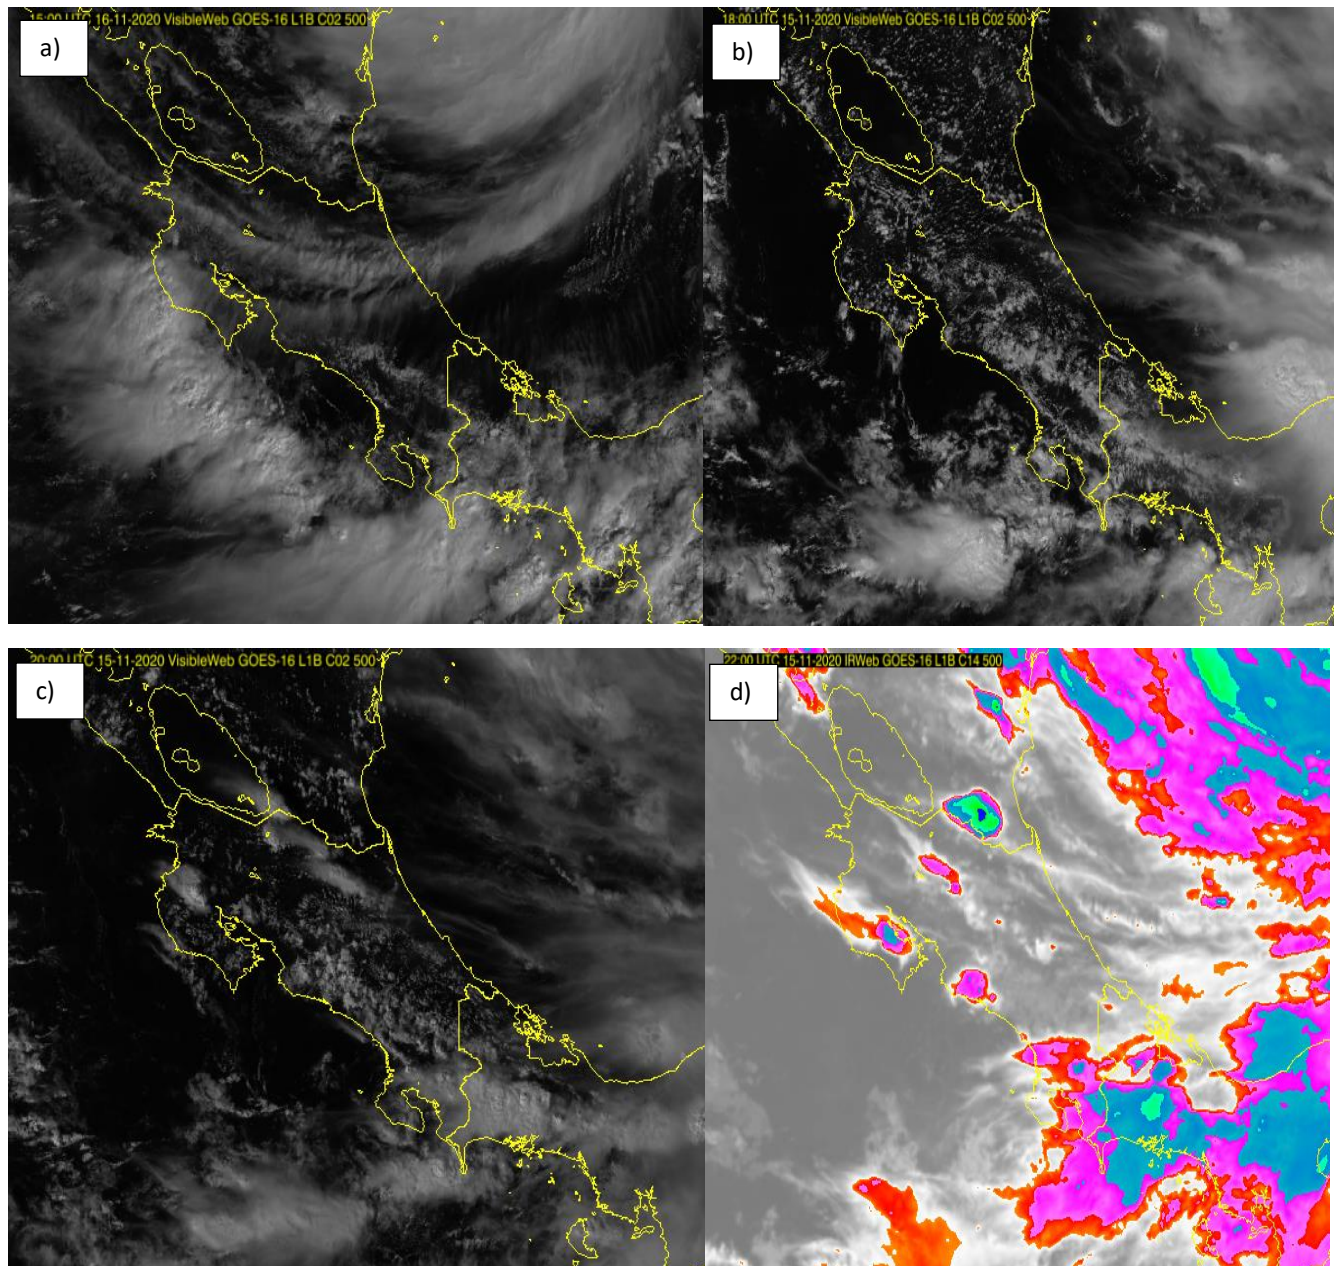 15:00 UTC 16-11-2020 VisibleWeb GOES-16 L1B C02 500
a)
18:00 UTC 15-11-2020 VisibleWeb GOES-16 L1B C02 500
b)
20:00 UTC 15-11-2020 VisibleWeb GOES-16 L1B C02 500
c)
22:00 UTC 15-11-2020 IRWeb GOES-16 L1B C14 500
d)